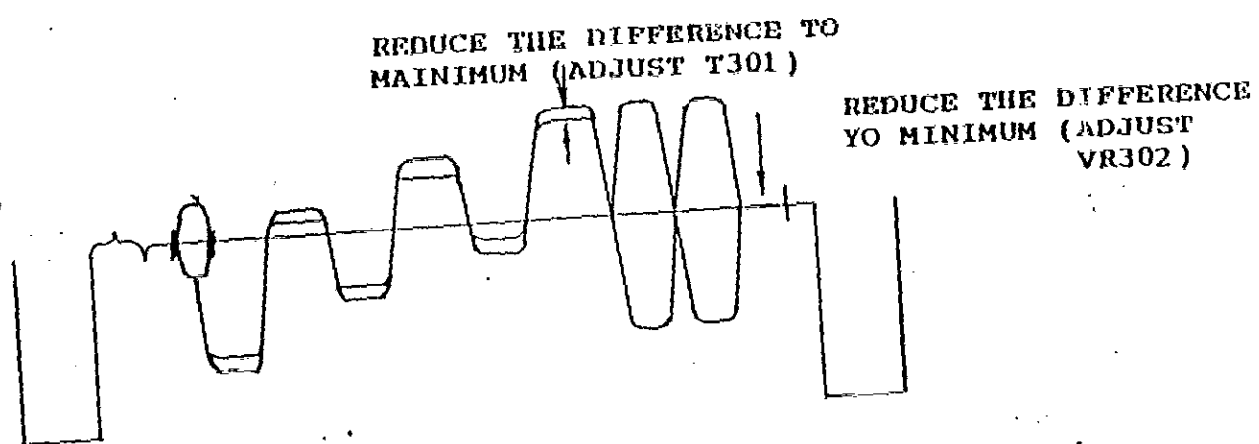 REDUCE THE DIFFERENCE TO
MAINIMUM (ADJUST T301)
REDUCE THE DIFFERENCE
YO MINIMUM (ADJUST
VR302)